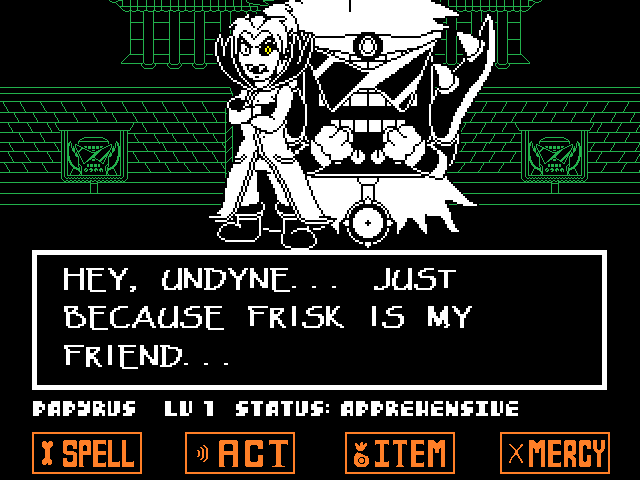 HEY, UNDYNE... JUST
BECAUSE FRISK IS MY
FRIEND...
PAPYRUS LV 1 STATUS: APPREHENSIVE
SPELL ACT ITEM MERCY